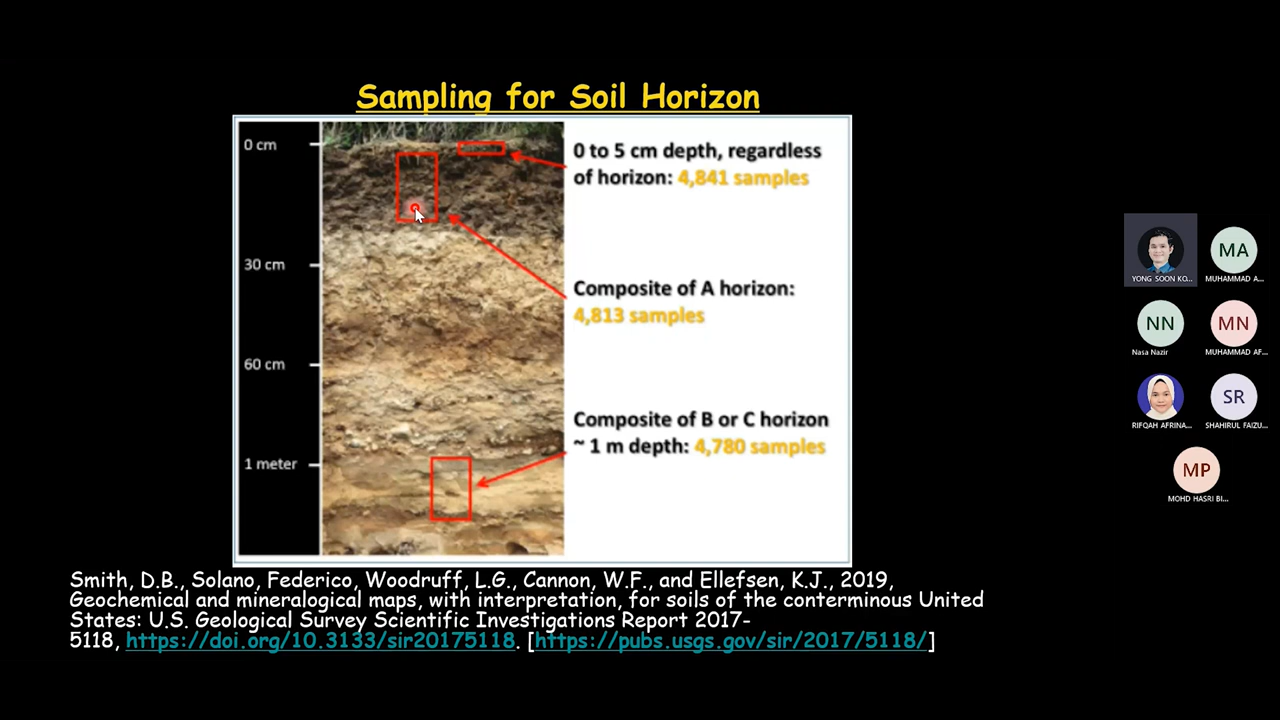 Sampling for Soil Horizon
0 cm
30 cm
60 cm
1 meter
0 to 5 cm depth, regardless
of horizon: 4,841 samples
Composite of A horizon:
4,813 samples
Composite of B or C horizon
~ 1 m depth: 4,780 samples
Smith, D.B., Solano, Federico, Woodruff, L.G., Cannon, W.F., and Ellefsen, K.J., 2019,
Geochemical and mineralogical maps, with interpretation, for soils of the conterminous United
States: U.S. Geological Survey Scientific Investigations Report 2017-
5118, https://doi.org/10.3133/sir20175118. [https://pubs.usgs.gov/sir/2017/5118/]
YONG SOON KO...
MA
MUHAMMAD A...
NN
Nasa Nazir
MN
MUHAMMAD AF...
RIFQAH AFRINA...
SR
SHAHIRUL FAIZU...
MP
MOHD HASRI BI...